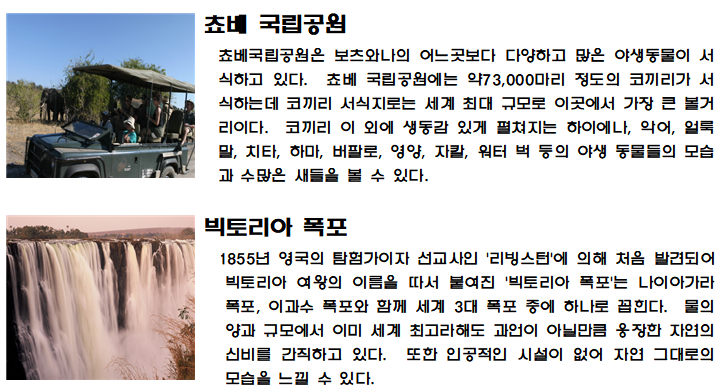 쵸베 국립공원
쵸베국립공원은 보츠와나의 어느곳보다 다양하고 많은 야생동물이 서
식하고 있다. 쵸베 국립공원에는 약73,000마리 정도의 코끼리가 서
식하는데 코끼리 서식지로는 세계 최대 규모로 이곳에서 가장 큰 볼거
리이다. 코끼리 이 외에 생동감 있게 펼쳐지는 하이에나, 악어, 얼룩
말, 치타, 하마, 버팔로, 영양, 자칼, 워터 벅 등의 야생 동물들의 모습
과 수많은 새들을 볼 수 있다.
빅토리아 폭포
1855년 영국의 탐험가이자 선교사인 '리빙스턴'에 의해 처음 발견되어
빅토리아 여왕의 이름을 따서 붙여진 '빅토리아 폭포'는 나이아가라
폭포, 이과수 폭포와 함께 세계 3대 폭포 중에 하나로 꼽힌다. 물의
양과 규모에서 이미 세계 최고라해도 과언이 아닐만큼 웅장한 자연의
신비를 간직하고 있다. 또한 인공적인 시설이 없어 자연 그대로의
모습을 느낄 수 있다.